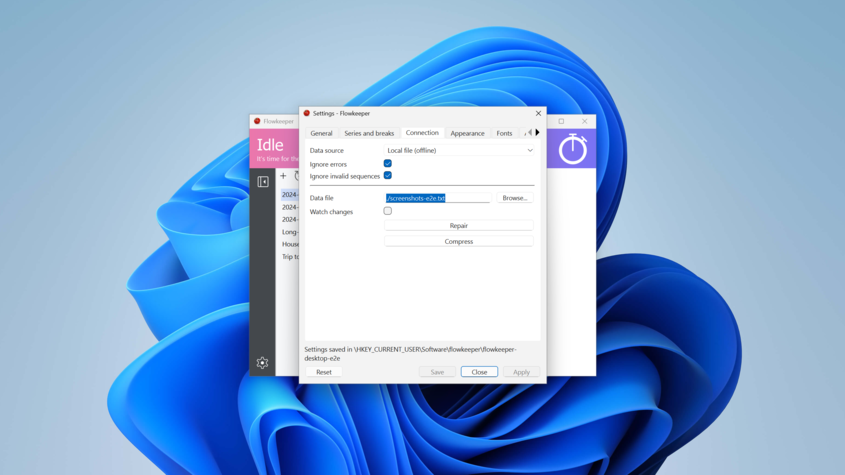 Flowkeeper
Idle
It's time for the
2024-
2024-
2024-
Long-
House
Trip to
Settings - Flowkeeper
General
Series and breaks
Connection
Appearance
Fonts
Data source
Local file (offline)
Ignore errors
Ignore invalid sequences
Data file
./screenshots-e2e.txt
Browse...
Watch changes
Repair
Compress
Settings saved in \HKEY_CURRENT_USER\Software\flowkeeper\flowkeeper-
desktop-e2e
Reset
Save
Close
Apply